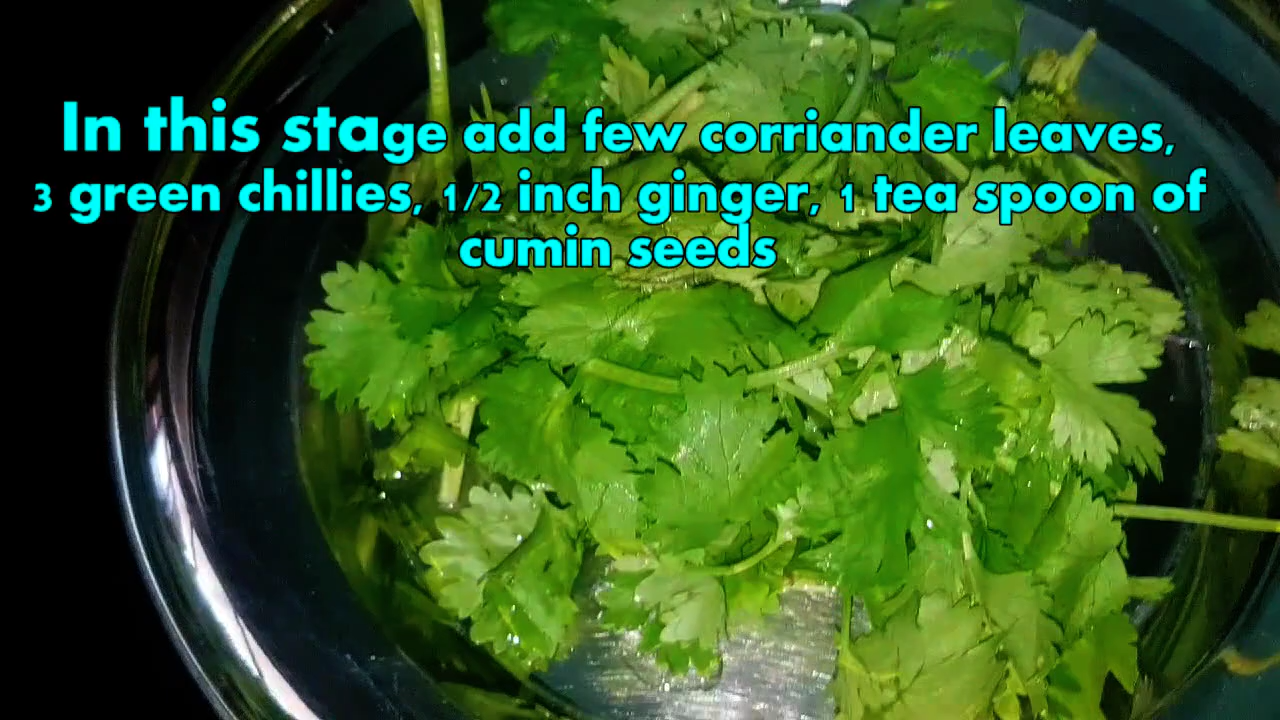 In this stage add few corriander leaves,
3 green chillies, 1/2 inch ginger, 1 tea spoon of
cumin seeds